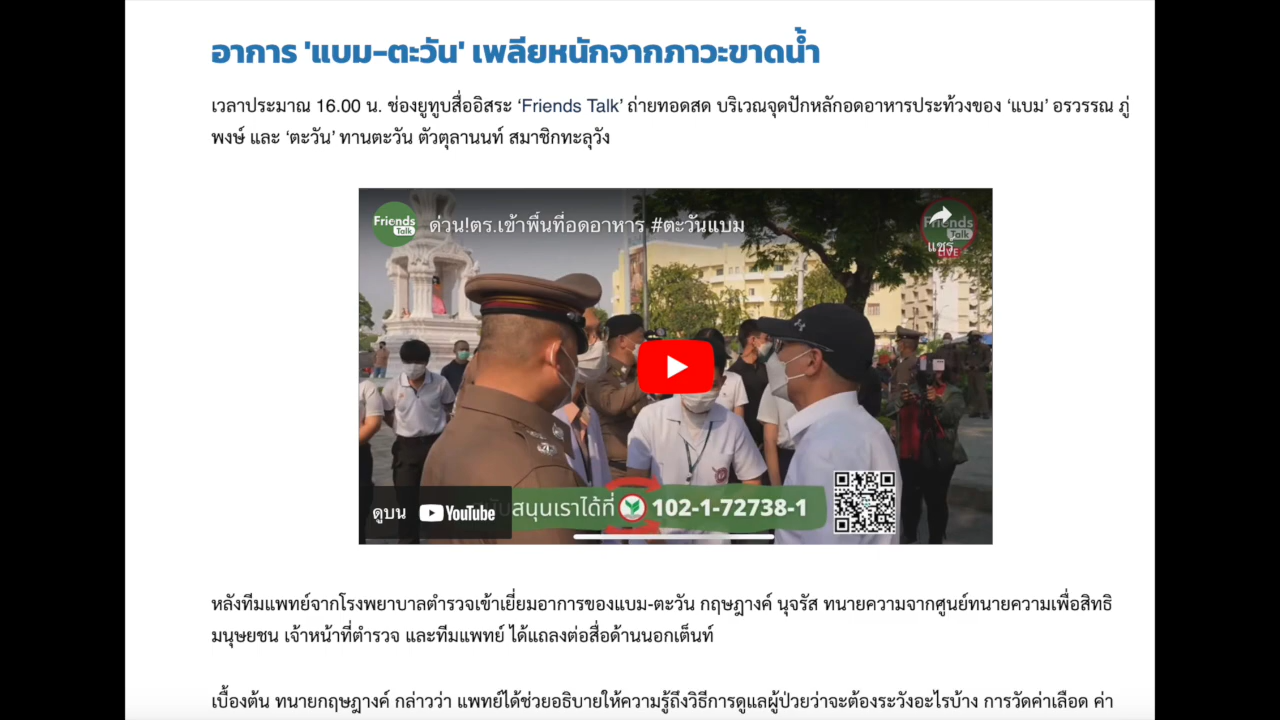 อาการ 'แบม-ตะวัน' เพลียหนักจากภาวะขาดน้ำ
เวลาประมาณ 16.00 น. ช่องยูทูบสื่ออิสระ ‘Friends Talk’ ถ่ายทอดสด บริเวณจุดปักหลักอดอาหารประท้วงของ ‘แบม’ อรวรรณ ภู่
พงษ์ และ ‘ตะวัน’ ทานตะวัน ตัวตุลานนท์ สมาชิกทะลุวัง
Friends
Talk
ด่วน!ตร.เข้าพื้นที่อดอาหาร #ตะวันแบม
Friends
Talk
แชร์
LIVE
ดูบน YouTube
สนุนเราได้ที่ 102-1-72738-1
หลังทีมแพทย์จากโรงพยาบาลตำรวจเข้าเยี่ยมอาการของแบม-ตะวัน กฤษฎางค์ นุจรัส ทนายความจากศูนย์ทนายความเพื่อสิทธิ
มนุษยชน เจ้าหน้าที่ตำรวจ และทีมแพทย์ ได้แถลงต่อสื่อด้านนอกเต็นท์
เบื้องต้น ทนายกฤษฎางค์ กล่าวว่า แพทย์ได้ช่วยอธิบายให้ความรู้ถึงวิธีการดูแลผู้ป่วยว่าจะต้องระวังอะไรบ้าง การวัดค่าเลือด ค่า